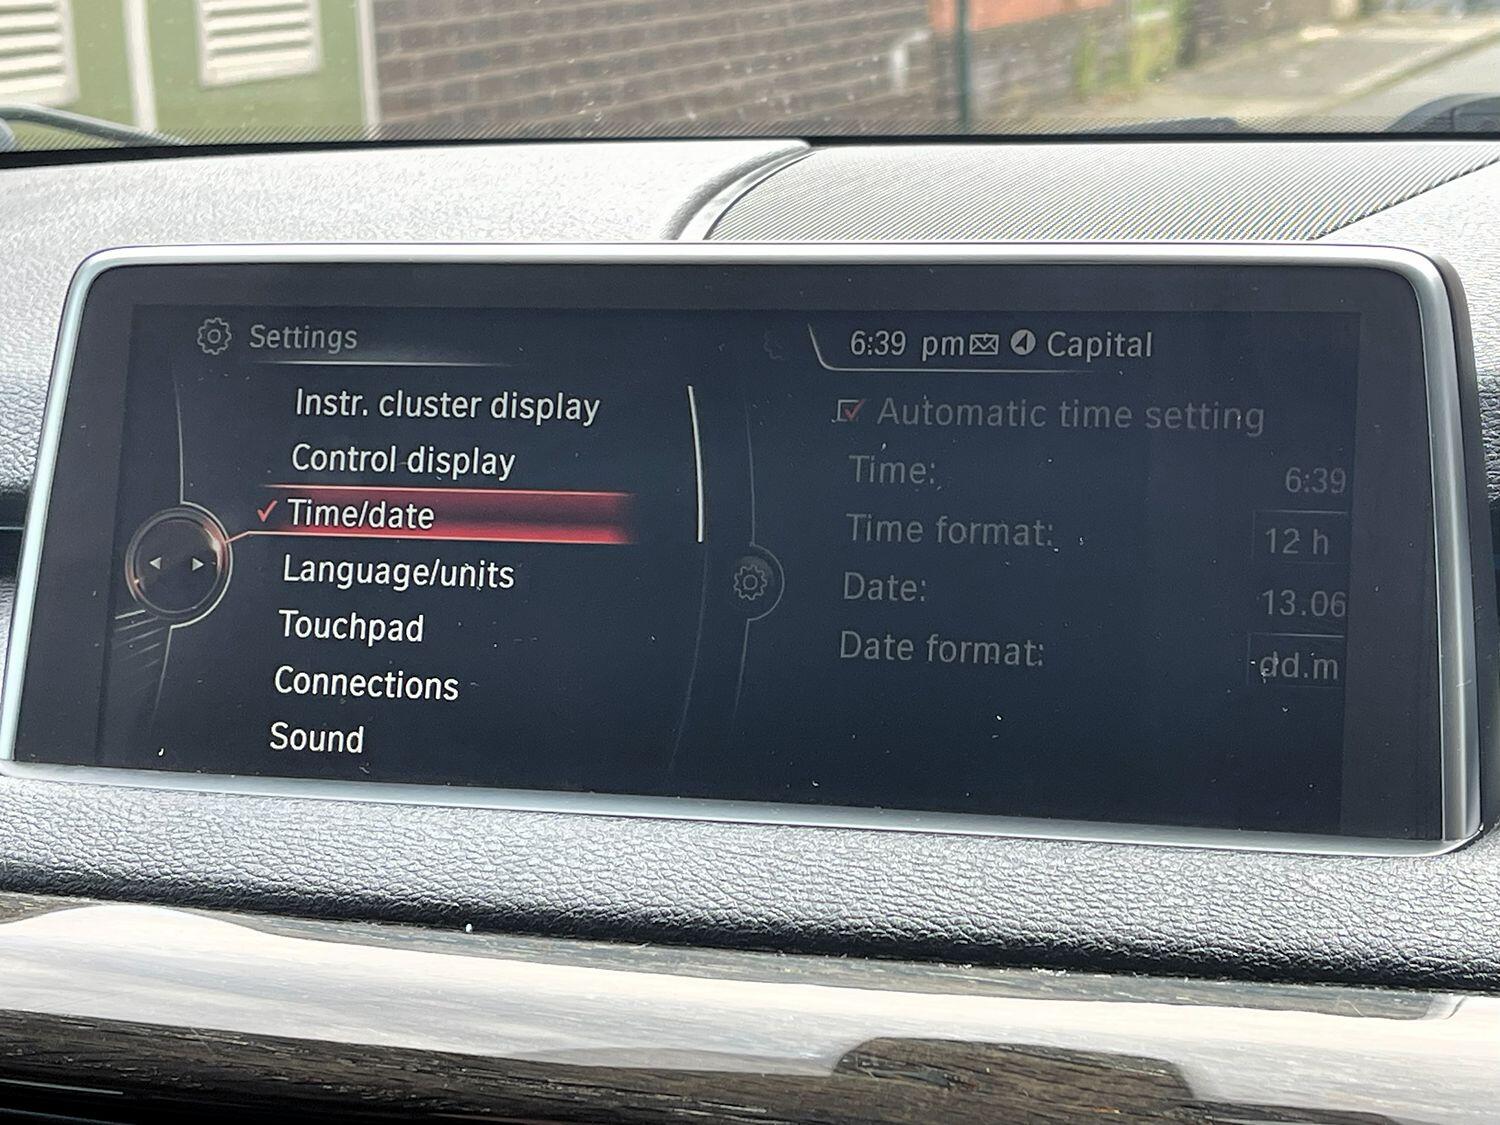 Settings
6:39 pm Capital
Instr. cluster display
Control display
Time/date
Language/units
Touchpad
Connections
Sound
Automatic time setting
Time: 6:39
Time format: 12 h
Date: 13.06
Date format: dd.m